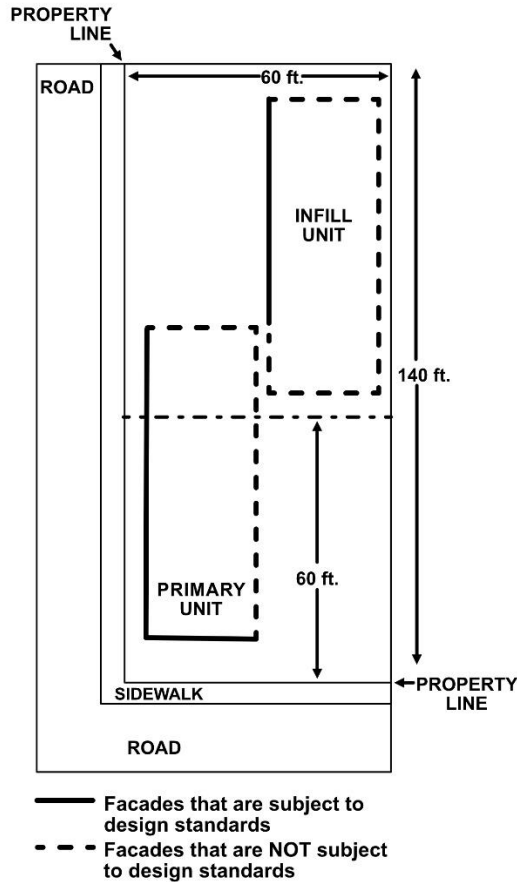 PROPERTY
LINE
ROAD
60 ft.
INFILL
UNIT
140 ft.
60 ft.
PRIMARY
UNIT
PROPERTY
LINE
SIDEWALK
ROAD
Facades that are subject to
design standards
Facades that are NOT subject
to design standards